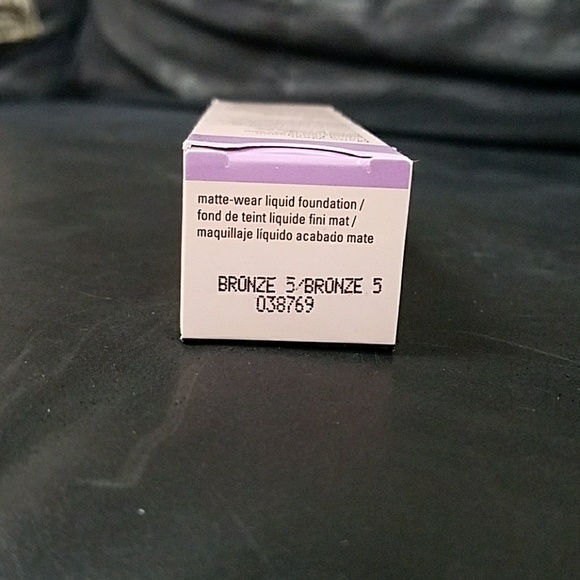 matte-wear liquid foundation /
fond de teint liquide fini mat /
maquillaje líquido acabado mate
BRONZE 5/BRONZE 5
038769